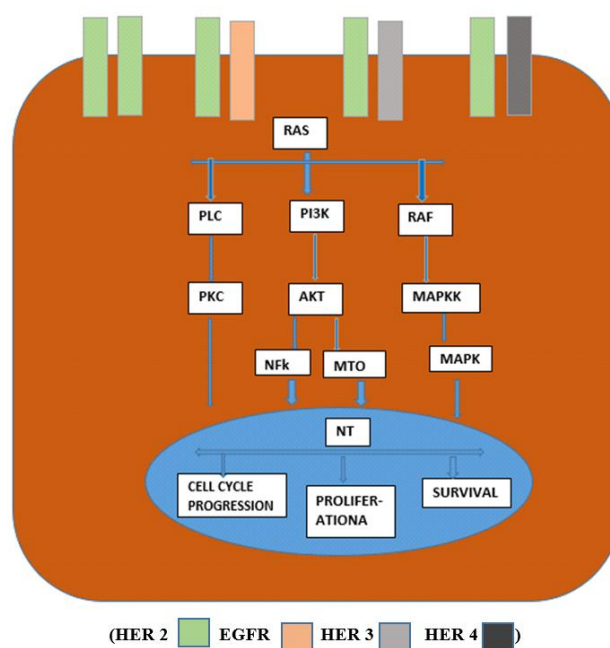 RAS
PLC
PI3K
RAF
PKC
AKT
MAPKK
NFk
MTO
MAPK
NT
CELL CYCLE
PROGRESSION
PROLIFER-
ATIONA
SURVIVAL
(HER 2 EGFR HER 3 HER 4 )